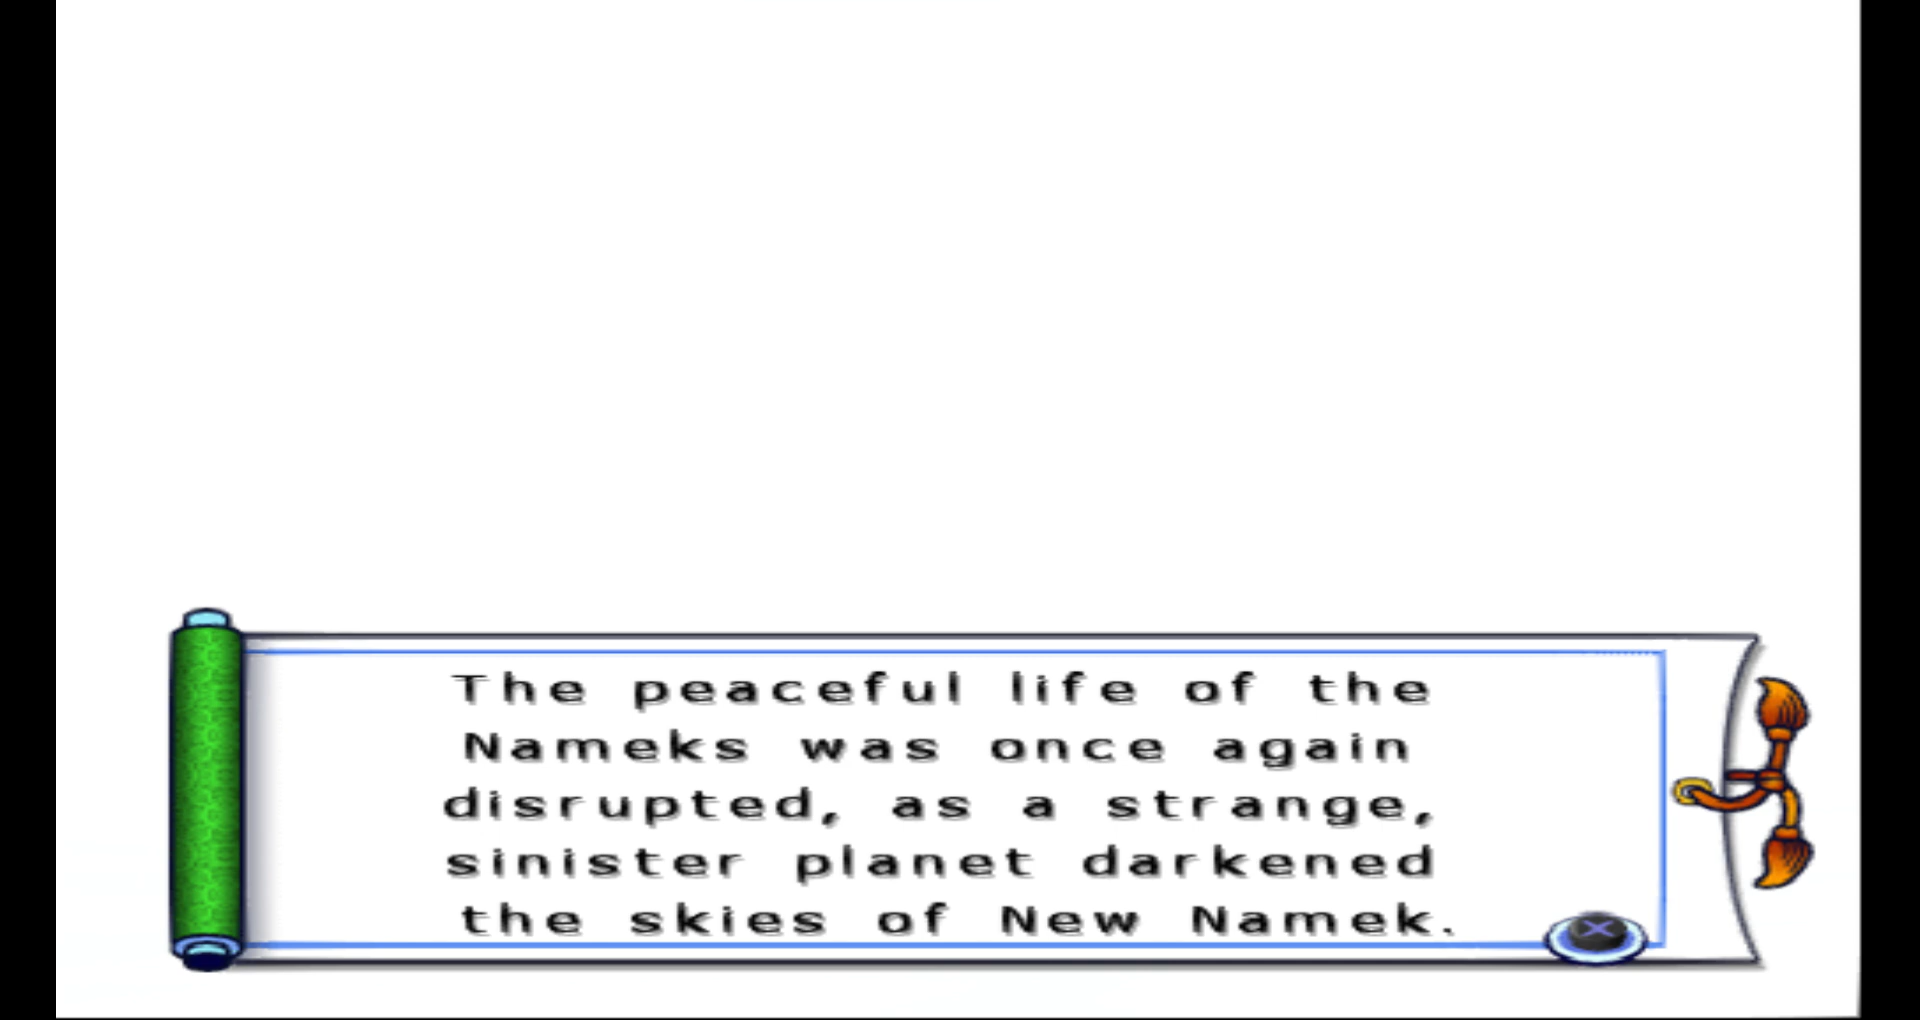 The peaceful life of the
Nameks was once again
disrupted, as a strange,
sinister planet darkened
the skies of New Namek.